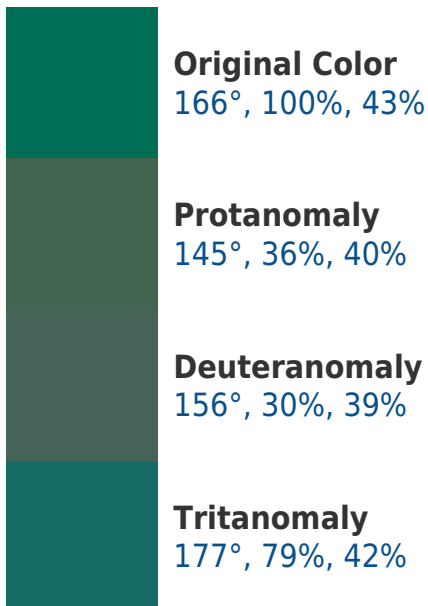 Original Color
166°, 100%, 43%
Protanomaly
145°, 36%, 40%
Deuteranomaly
156°, 30%, 39%
Tritanomaly
177°, 79%, 42%